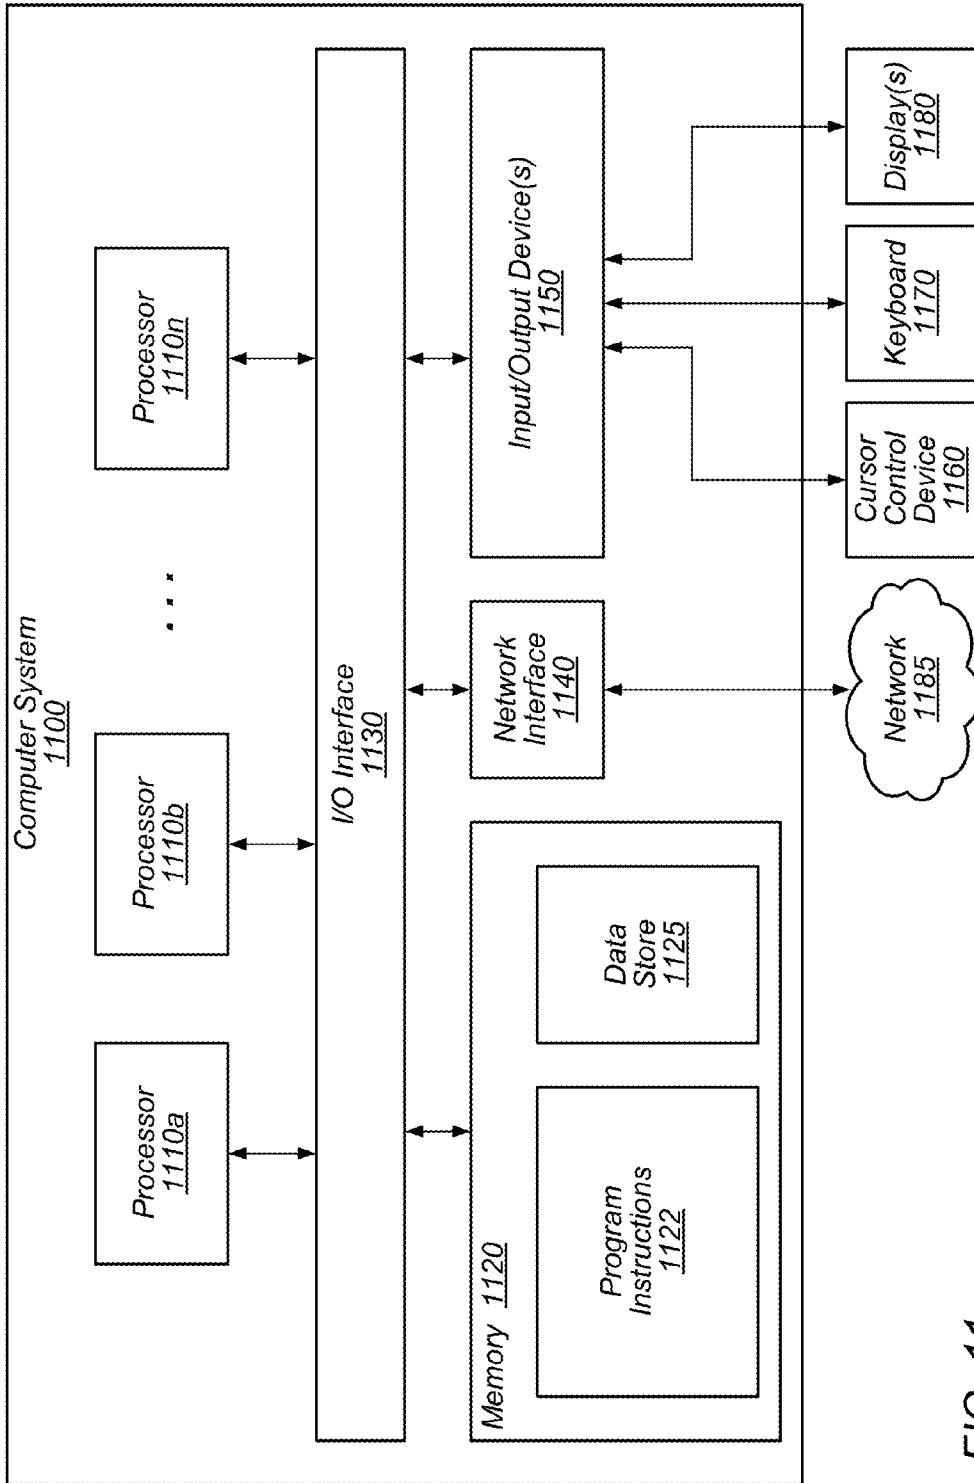 Computer System
1100
Processor
1110a
Processor
1110b
. . .
Processor
1110n
I/O Interface
1130
Memory 1120
Program
Instructions
1122
Data
Store
1125
Network
Interface
1140
Input/Output Device(s)
1150
Network
1185
Cursor
Control
Device
1160
Keyboard
1170
Display(s)
1180
FIG. 11